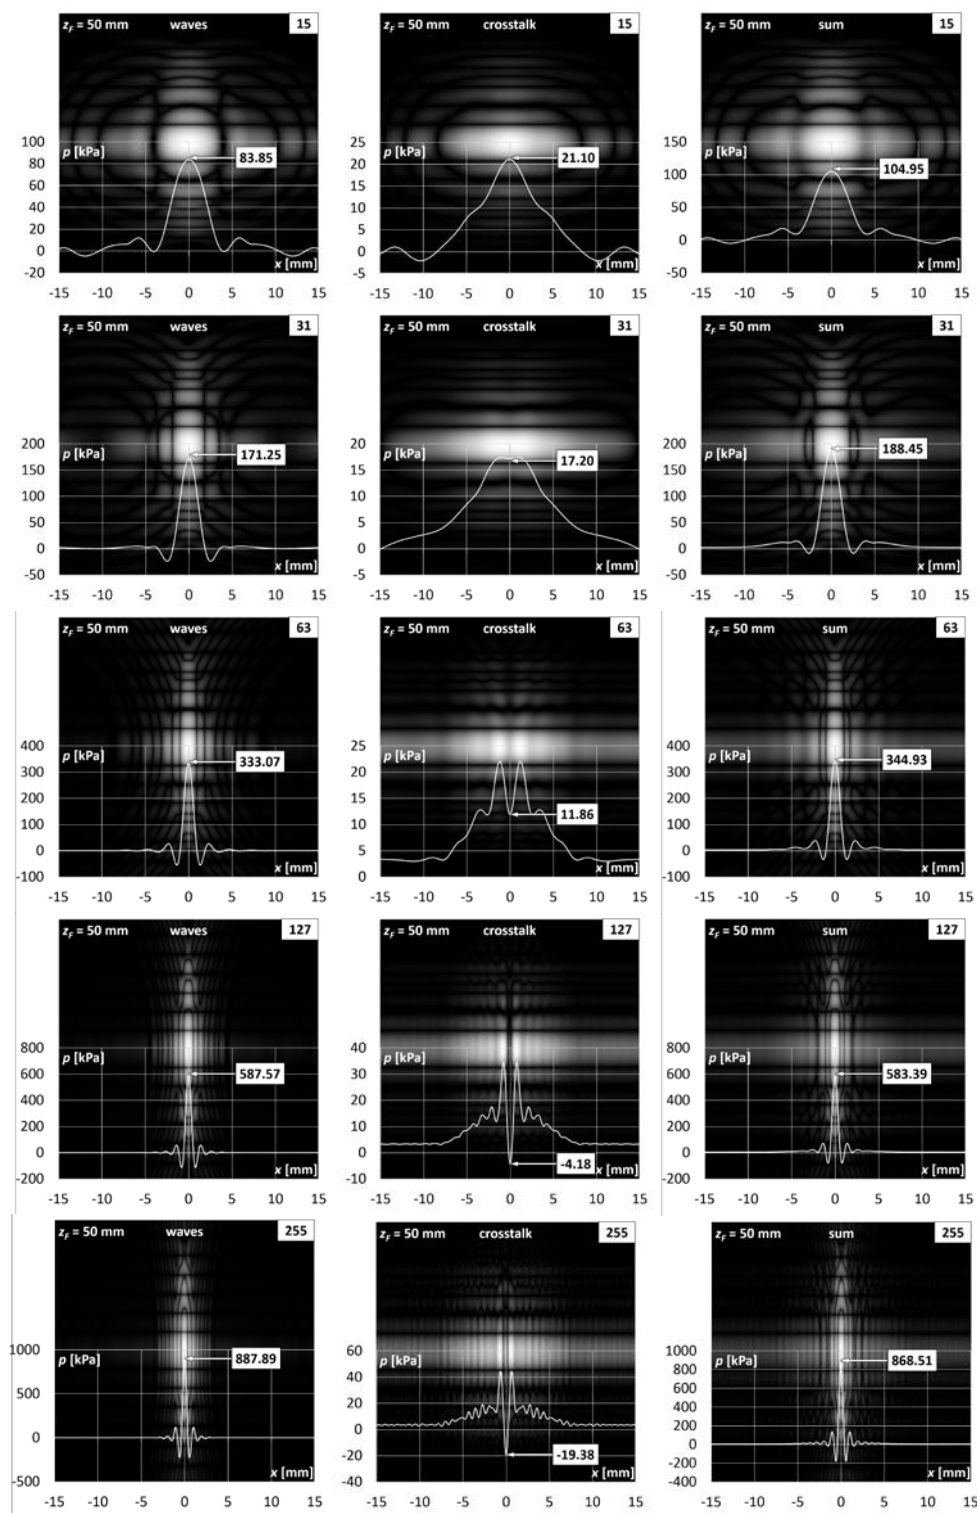 z_F = 50 mm waves 15
p [kPa]
100
80
60
40
20
0
-20
83.85
x [mm]
-15 -10 -5 0 5 10 15
z_F = 50 mm crosstalk 15
p [kPa]
25
20
15
10
5
0
-5
21.10
x [mm]
-15 -10 -5 0 5 10 15
z_F = 50 mm sum 15
p [kPa]
150
100
50
0
-50
104.95
x [mm]
-15 -10 -5 0 5 10 15
z_F = 50 mm waves 31
p [kPa]
200
150
100
50
0
-50
171.25
x [mm]
-15 -10 -5 0 5 10 15
z_F = 50 mm crosstalk 31
p [kPa]
20
15
10
5
0
-5
17.20
x [mm]
-15 -10 -5 0 5 10 15
z_F = 50 mm sum 31
p [kPa]
200
150
100
50
0
-50
188.45
x [mm]
-15 -10 -5 0 5 10 15
z_F = 50 mm waves 63
p [kPa]
400
300
200
100
0
-100
333.07
x [mm]
-15 -10 -5 0 5 10 15
z_F = 50 mm crosstalk 63
p [kPa]
25
20
15
10
5
0
11.86
x [mm]
-15 -10 -5 0 5 10 15
z_F = 50 mm sum 63
p [kPa]
400
300
200
100
0
-100
344.93
x [mm]
-15 -10 -5 0 5 10 15
z_F = 50 mm waves 127
p [kPa]
800
600
400
200
0
-200
587.57
x [mm]
-15 -10 -5 0 5 10 15
z_F = 50 mm crosstalk 127
p [kPa]
40
30
20
10
0
-10
-4.18
x [mm]
-15 -10 -5 0 5 10 15
z_F = 50 mm sum 127
p [kPa]
800
600
400
200
0
-200
583.39
x [mm]
-15 -10 -5 0 5 10 15
z_F = 50 mm waves 255
p [kPa]
1000
500
0
-500
887.89
x [mm]
-15 -10 -5 0 5 10 15
z_F = 50 mm crosstalk 255
p [kPa]
60
40
20
0
-20
-40
-19.38
x [mm]
-15 -10 -5 0 5 10 15
z_F = 50 mm sum 255
p [kPa]
1000
800
600
400
200
0
-200
-400
868.51
x [mm]
-15 -10 -5 0 5 10 15